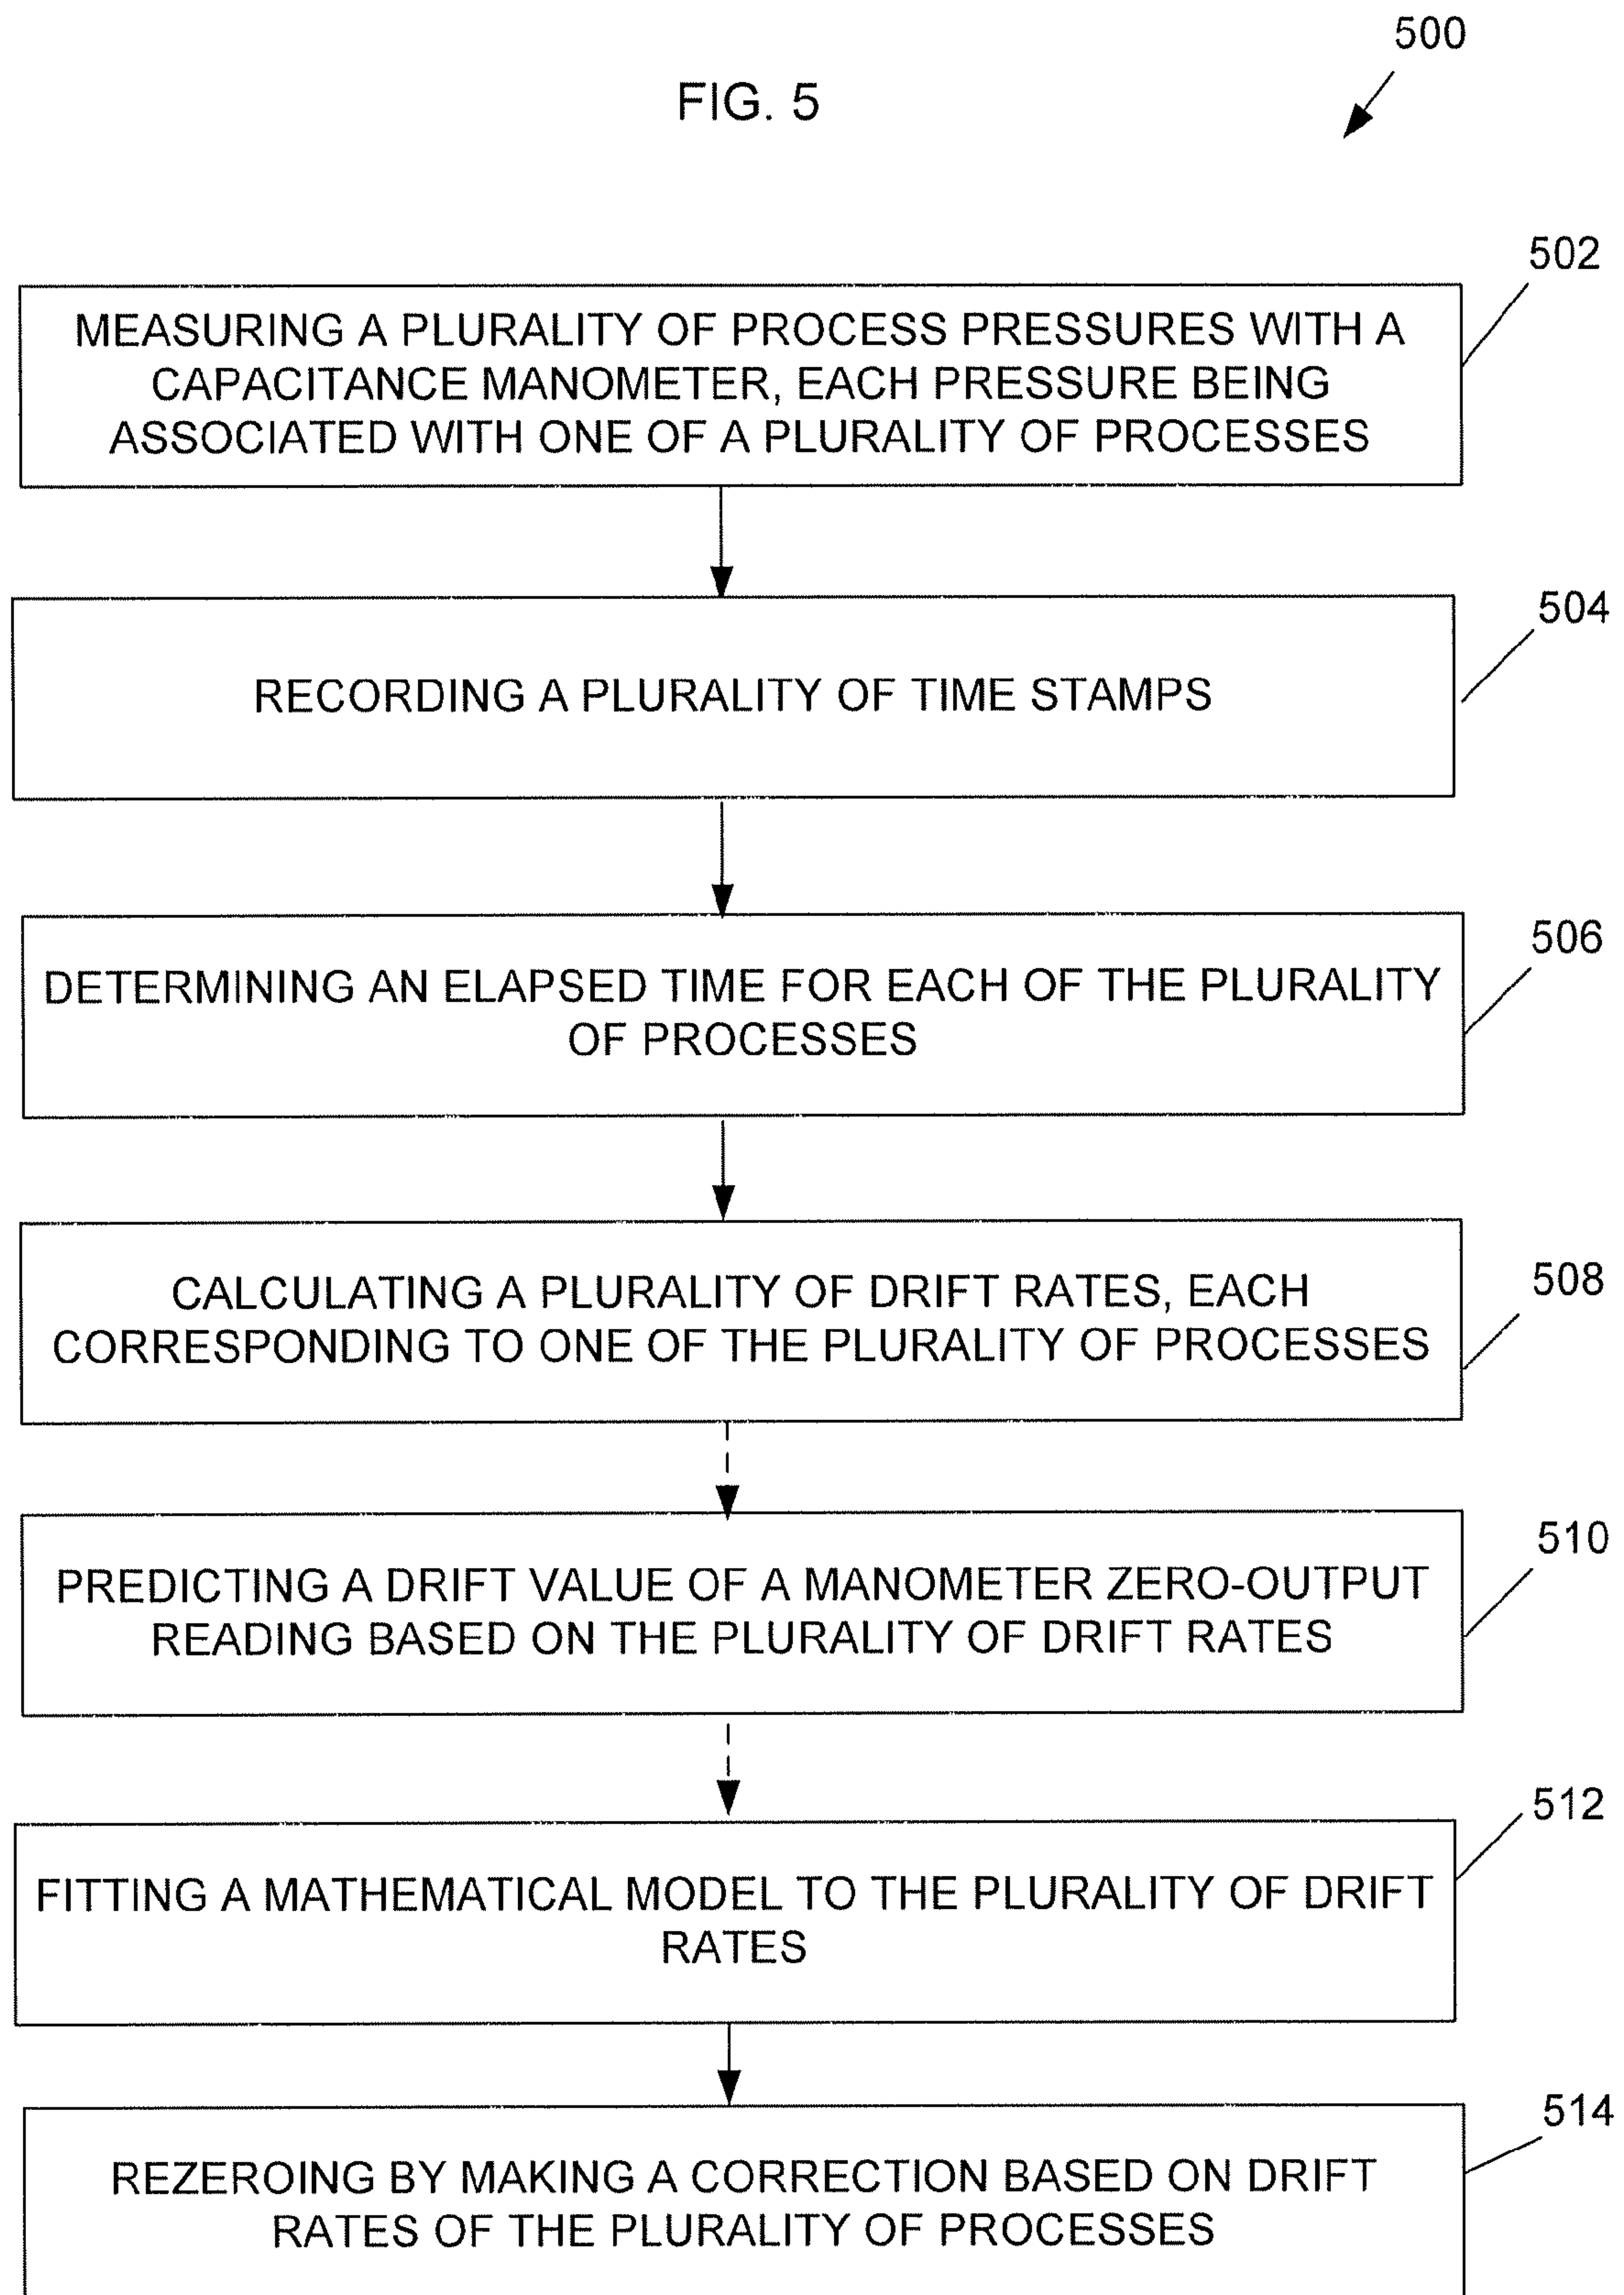 500
FIG. 5
502
MEASURING A PLURALITY OF PROCESS PRESSURES WITH A
CAPACITANCE MANOMETER, EACH PRESSURE BEING
ASSOCIATED WITH ONE OF A PLURALITY OF PROCESSES
504
RECORDING A PLURALITY OF TIME STAMPS
506
DETERMINING AN ELAPSED TIME FOR EACH OF THE PLURALITY
OF PROCESSES
508
CALCULATING A PLURALITY OF DRIFT RATES, EACH
CORRESPONDING TO ONE OF THE PLURALITY OF PROCESSES
510
PREDICTING A DRIFT VALUE OF A MANOMETER ZERO-OUTPUT
READING BASED ON THE PLURALITY OF DRIFT RATES
512
FITTING A MATHEMATICAL MODEL TO THE PLURALITY OF DRIFT
RATES
514
REZEROING BY MAKING A CORRECTION BASED ON DRIFT
RATES OF THE PLURALITY OF PROCESSES